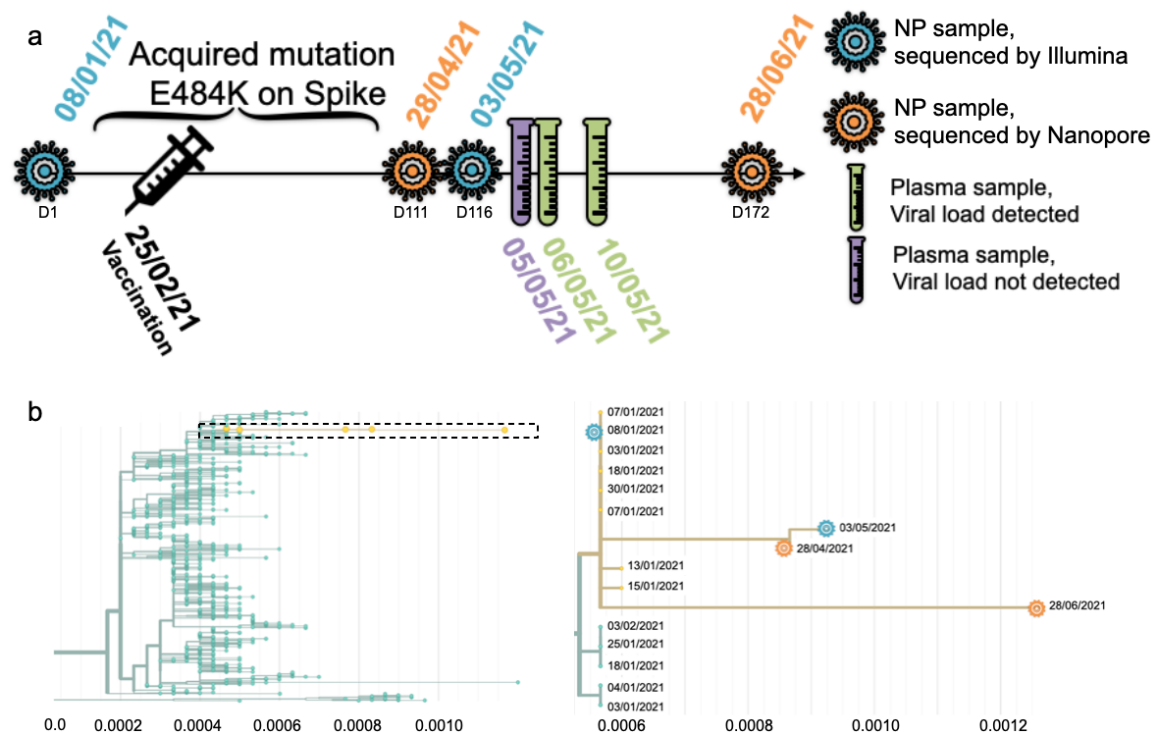 a
08/01/21
Acquired mutation
E484K on Spike
28/04/21
03/05/21
28/06/21
NP sample,
sequenced by Illumina
NP sample,
sequenced by Nanopore
D1
D111
D116
D172
Plasma sample,
Viral load detected
Plasma sample,
Viral load not detected
25/02/21
Vaccination
05/05/21
06/05/21
10/05/21
b
07/01/2021
08/01/2021
03/01/2021
18/01/2021
30/01/2021
07/01/2021
03/05/2021
28/04/2021
13/01/2021
15/01/2021
28/06/2021
03/02/2021
25/01/2021
18/01/2021
04/01/2021
03/01/2021
0.0
0.0002
0.0004
0.0006
0.0008
0.0010
0.0006
0.0008
0.0010
0.0012